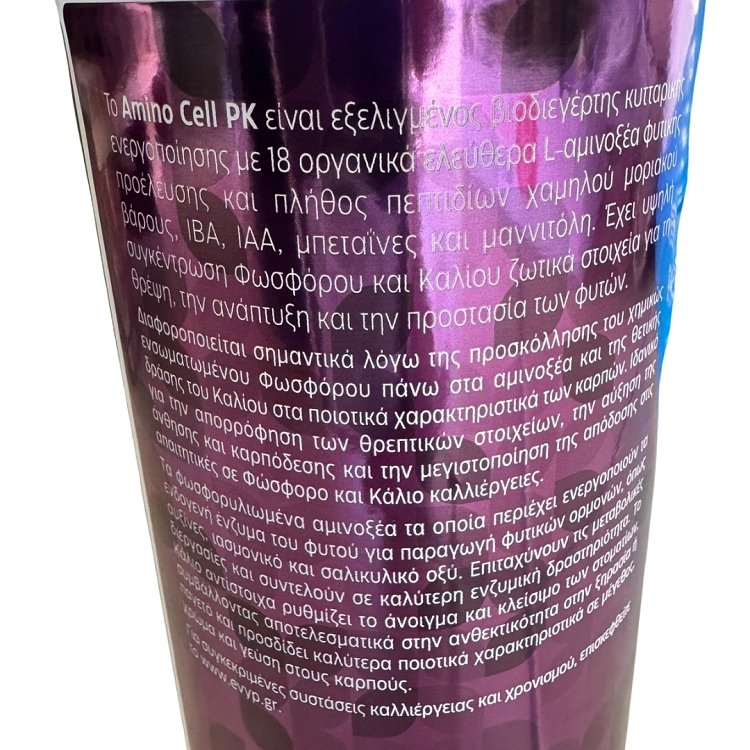 Το Amino Cell PK είναι εξελιγμένος βιοδιεγέρτης κυτταρικής
ενεργοποίησης με 18 οργανικά ελεύθερα L-αμινοξέα φυτικής
προέλευσης και πλήθος πεπτιδίων χαμηλού μοριακού
βάρους, IBA, IAA, μπεταΐνες και μαννιτόλη. Έχει υψηλή
συγκέντρωση Φωσφόρου και Καλίου ζωτικά στοιχεία για τη
θρέψη, την ανάπτυξη και την προστασία των φυτών.
Διαφοροποιείται σημαντικά λόγω της προσκόλλησης του χημικώς
ενσωματωμένου Φωσφόρου πάνω στα αμινοξέα και της θετικής
δράσης του Καλίου στα ποιοτικά χαρακτηριστικά των καρπών. Ιδανικό
για την απορρόφηση των θρεπτικών στοιχείων, την αύξηση της
άνθησης και καρπόδεσης και την μεγιστοποίηση της απόδοσης στις
απαιτητικές σε Φώσφορο και Κάλιο καλλιέργειες.
Τα φωσφορυλιωμένα αμινοξέα τα οποία περιέχει ενεργοποιούν τα
ενδογενή ένζυμα του φυτού για παραγωγή φυτικών ορμονών, όπως
αυξίνες, ιασμονικό και σαλικυλικό οξύ. Επιταχύνουν τις μεταβολικές
διεργασίες και συντελούν σε καλύτερη ενζυμική δραστηριότητα. Το
κάλιο αντίστοιχα ρυθμίζει το άνοιγμα και κλείσιμο των στοματίων,
συμβάλλοντας αποτελεσματικά στην ανθεκτικότητα στην ξηρασία ή
παγετό και προσδίδει καλύτερα ποιοτικά χαρακτηριστικά σε μέγεθος,
χρώμα και γεύση στους καρπούς.
Για συγκεκριμένες συστάσεις καλλιέργειας και χρονισμού, επισκεφθείτε
το www.evyp.gr.